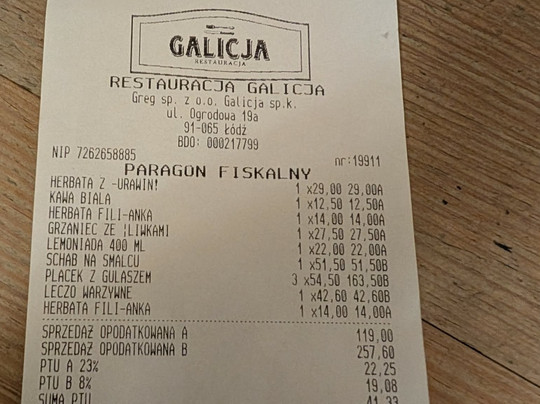 GALICJA
RESTAURACJA
RESTAURACJA GALICJA
Greg sp. z o.o. Galicja sp.k.
ul. Ogrodowa 19a
91-065 Łódź
BDO: 000217799
NIP 7262658885 nr:19911
PARAGON FISKALNY
HERBATA Z -URAWIN! 1 x29,00 29,00A
KAWA BIALA 1 x12,50 12,50A
HERBATA FILI-ANKA 1 x14,00 14,00A
GRZANIEC ZE ¦LIWKAMI 1 x27,50 27,50A
LEMONIADA 400 ML 1 x22,00 22,00A
SCHAB NA SMALCU 1 x51,50 51,50B
PLACEK Z GULASZEM 3 x54,50 163,50B
LECZO WARZYWNE 1 x42,60 42,60B
HERBATA FILI-ANKA 1 x14,00 14,00A
SPRZEDAŻ OPODATKOWANA A 119,00
SPRZEDAŻ OPODATKOWANA B 257,60
PTU A 23% 22,25
PTU B 8% 19,08
SUMA PTU 41,33